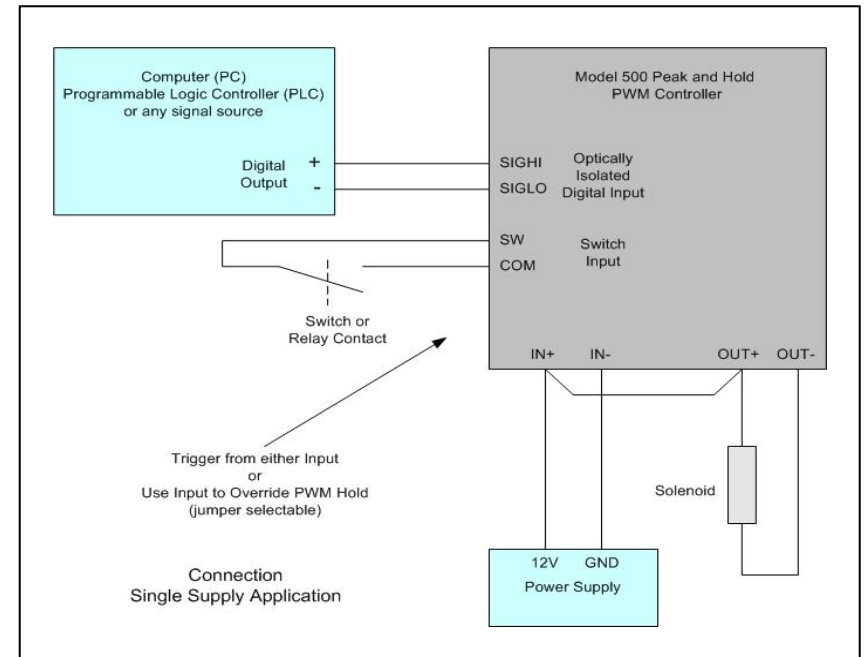 Computer (PC)
Programmable Logic Controller (PLC)
or any signal source
Digital
Output
+
-
Model 500 Peak and Hold
PWM Controller
SIGHI
SIGLO
Optically
Isolated
Digital Input
SW
COM
Switch
Input
Switch or
Relay Contact
IN+ IN- OUT+ OUT-
Trigger from either Input
or
Use Input to Override PWM Hold
(jumper selectable)
Solenoid
12V GND
Power Supply
Connection
Single Supply Application